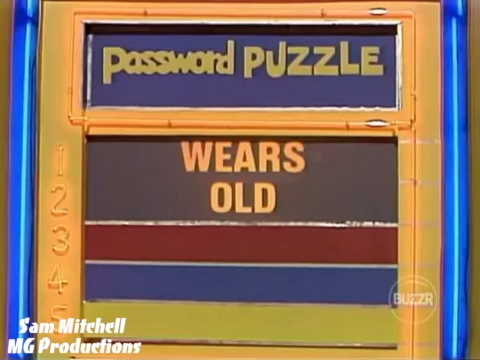 Password PUZZLE
1 WEARS
2 OLD
3
4
5
BUZZR
Sam Mitchell
MG Productions